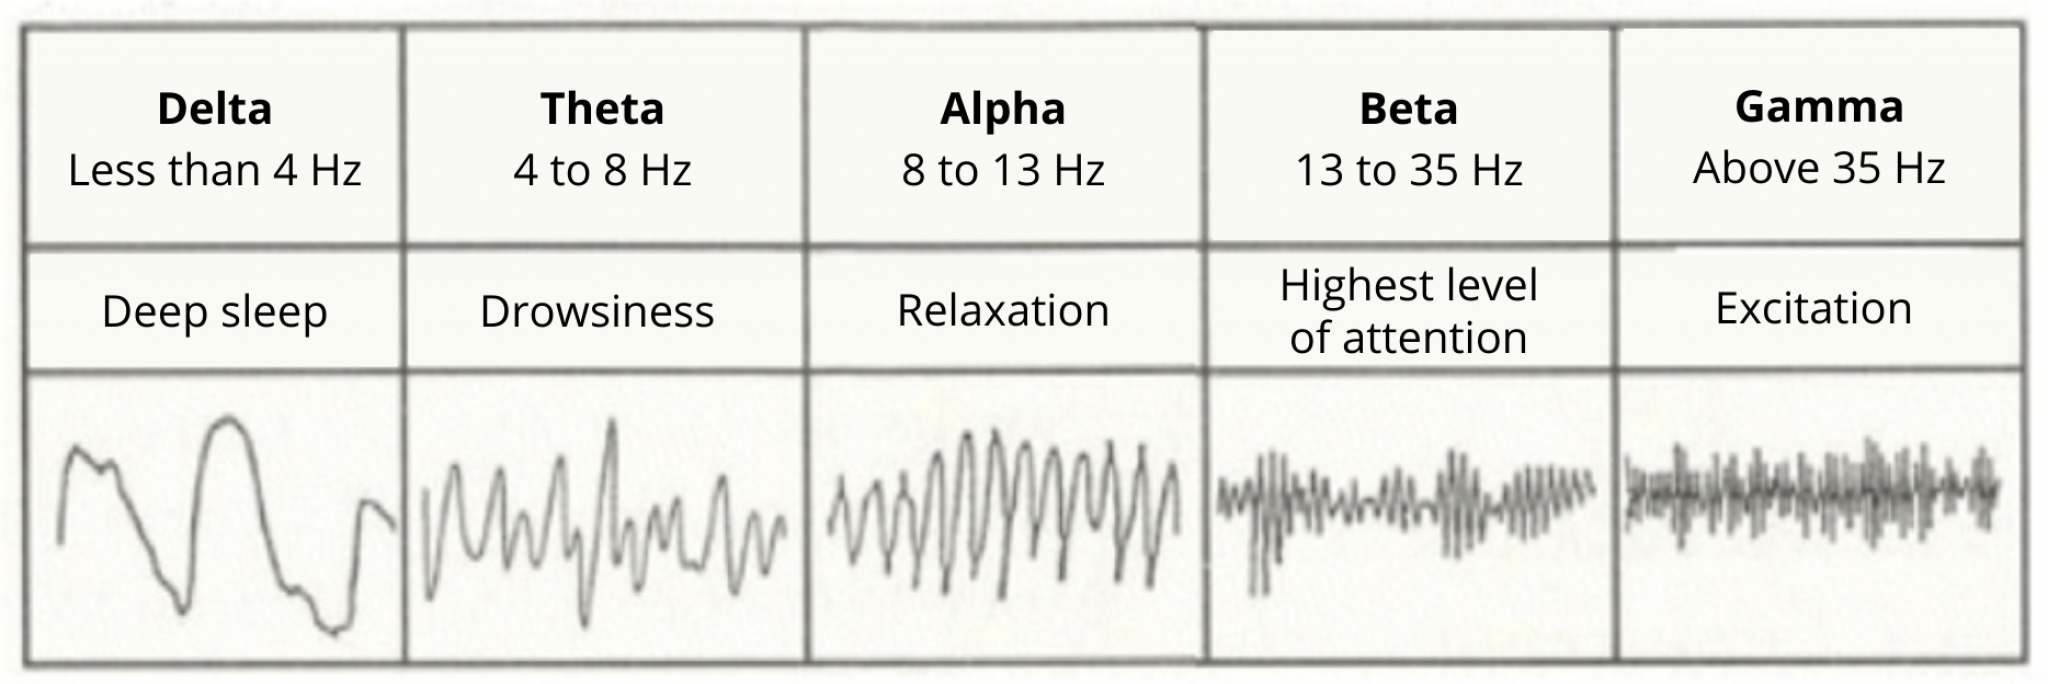 Delta
Less than 4 Hz
Theta
4 to 8 Hz
Alpha
8 to 13 Hz
Beta
13 to 35 Hz
Gamma
Above 35 Hz
Deep sleep
Drowsiness
Relaxation
Highest level
of attention
Excitation